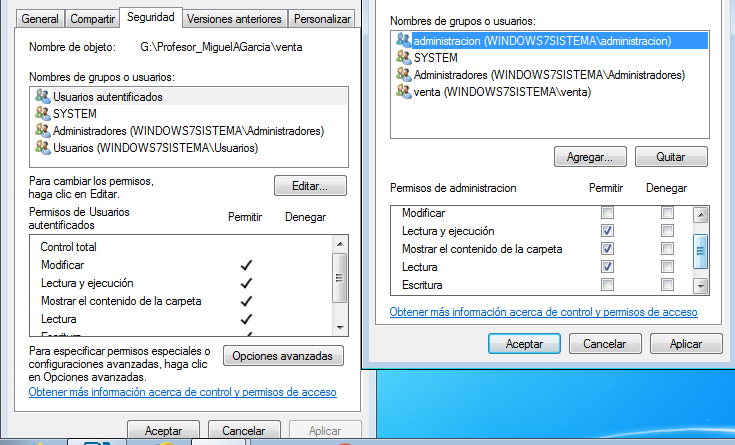 General Compartir Seguridad Versiones anteriores Personalizar
Nombre de objeto: G:\Profesor_MiguelAGarcia\venta
Nombres de grupos o usuarios:
Usuarios autentificados
SYSTEM
Administradores (WINDOWS7SISTEMA\Administradores)
Usuarios (WINDOWS7SISTEMA\Usuarios)
Para cambiar los permisos,
haga clic en Editar.
Editar...
Permisos de Usuarios
autentificados
Permitir Denegar
Control total
Modificar
Lectura y ejecución
Mostrar el contenido de la carpeta
Lectura
Escritura
Para especificar permisos especiales o
configuraciones avanzadas, haga clic
en Opciones avanzadas.
Opciones avanzadas
Obtener más información acerca de control y permisos de acceso
Aceptar Cancelar Aplicar
Nombres de grupos o usuarios:
administracion (WINDOWS7SISTEMA\administracion)
SYSTEM
Administradores (WINDOWS7SISTEMA\Administradores)
venta (WINDOWS7SISTEMA\venta)
Agregar... Quitar
Permisos de administracion Permitir Denegar
Modificar
Lectura y ejecución
Mostrar el contenido de la carpeta
Lectura
Escritura
Obtener más información acerca de control y permisos de acceso
Aceptar Cancelar Aplicar